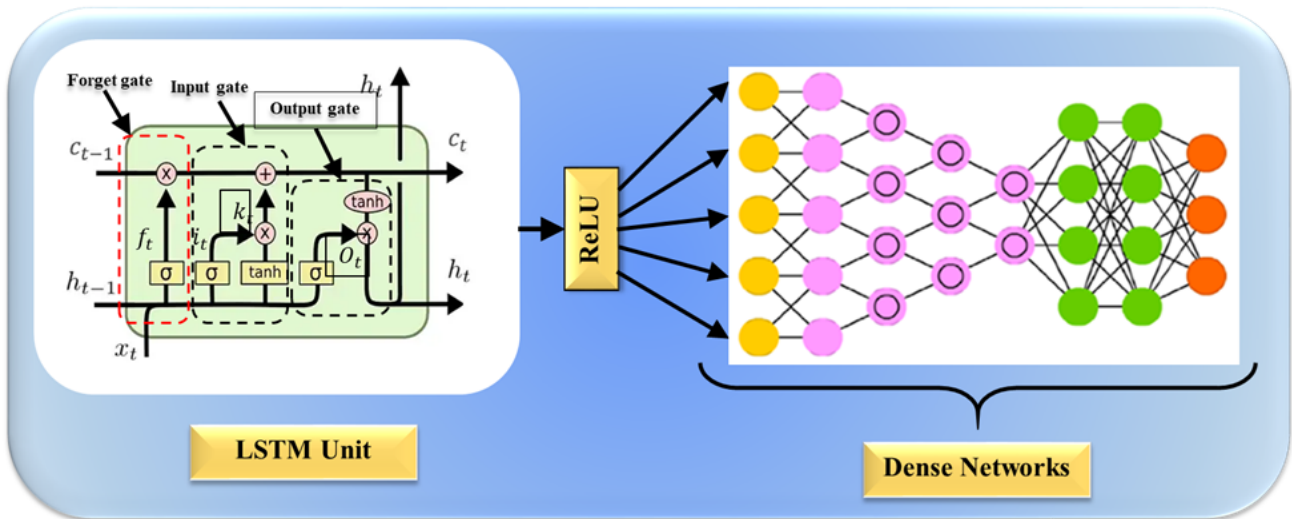 Forget gate
Input gate
Output gate
h_t
c_{t-1}
c_t
x
+
tanh
k_t
f_t
i_t
x
x
O_t
σ
σ
tanh
σ
h_{t-1}
h_t
x_t
ReLU
LSTM Unit
Dense Networks